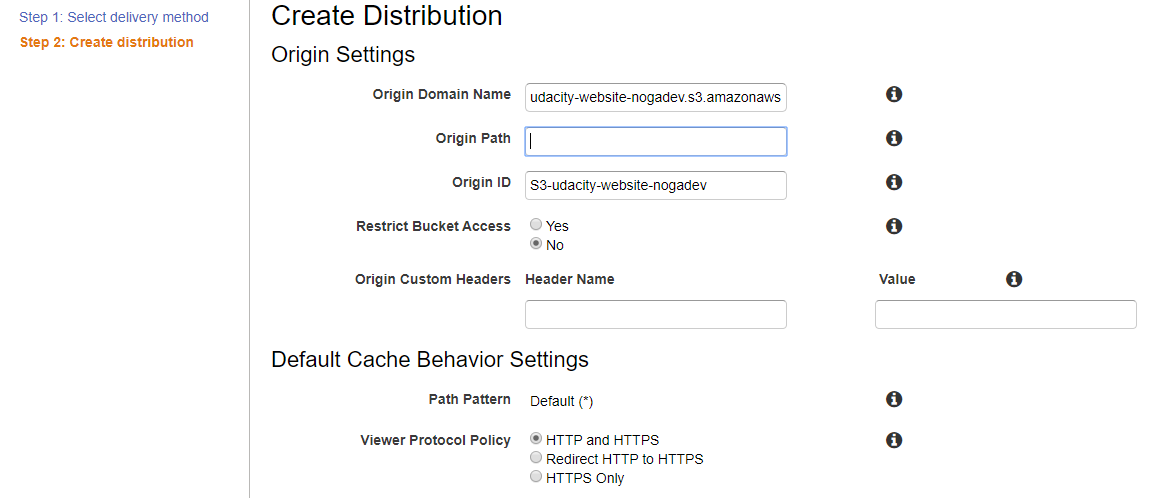 Step 1: Select delivery method
Step 2: Create distribution
Create Distribution
Origin Settings
Origin Domain Name udacity-website-nogadev.s3.amazonaws
Origin Path
Origin ID S3-udacity-website-nogadev
Restrict Bucket Access Yes
No
Origin Custom Headers Header Name Value
Default Cache Behavior Settings
Path Pattern Default (*)
Viewer Protocol Policy HTTP and HTTPS
Redirect HTTP to HTTPS
HTTPS Only